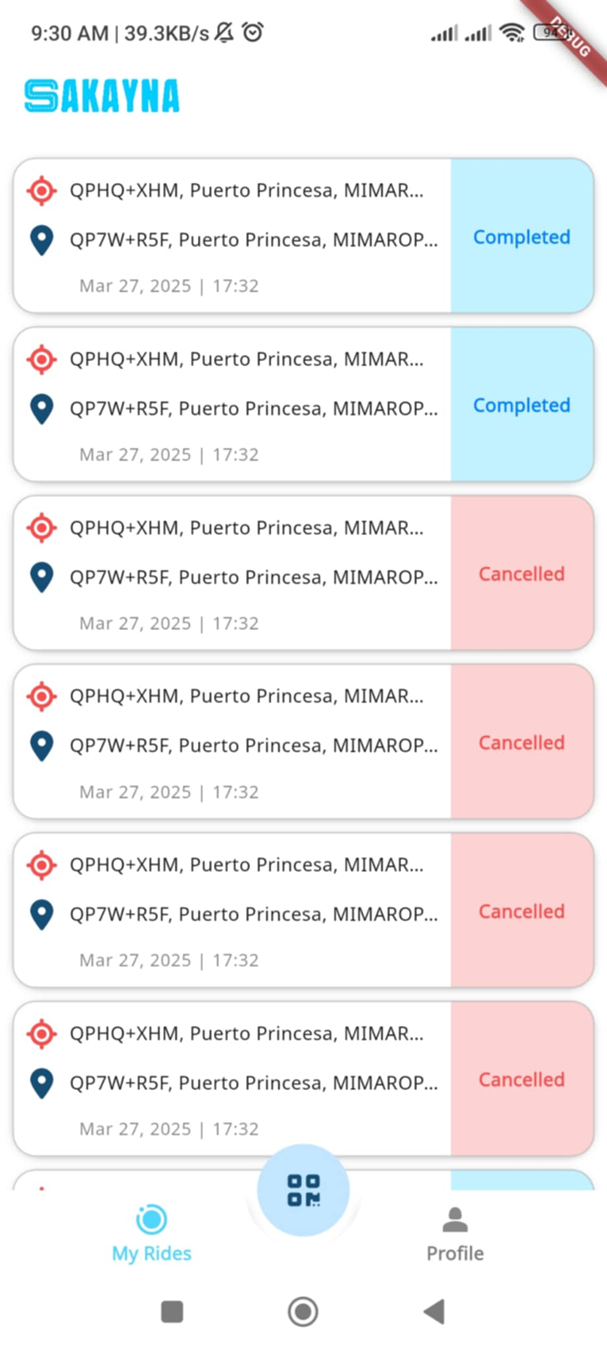 9:30 AM | 39.3KB/s
94
DEBUG
SAKAYNA
QPHQ+XHM, Puerto Princesa, MIMAR...
QP7W+R5F, Puerto Princesa, MIMAROP...
Mar 27, 2025 | 17:32
Completed
QPHQ+XHM, Puerto Princesa, MIMAR...
QP7W+R5F, Puerto Princesa, MIMAROP...
Mar 27, 2025 | 17:32
Completed
QPHQ+XHM, Puerto Princesa, MIMAR...
QP7W+R5F, Puerto Princesa, MIMAROP...
Mar 27, 2025 | 17:32
Cancelled
QPHQ+XHM, Puerto Princesa, MIMAR...
QP7W+R5F, Puerto Princesa, MIMAROP...
Mar 27, 2025 | 17:32
Cancelled
QPHQ+XHM, Puerto Princesa, MIMAR...
QP7W+R5F, Puerto Princesa, MIMAROP...
Mar 27, 2025 | 17:32
Cancelled
QPHQ+XHM, Puerto Princesa, MIMAR...
QP7W+R5F, Puerto Princesa, MIMAROP...
Mar 27, 2025 | 17:32
Cancelled
My Rides
Profile